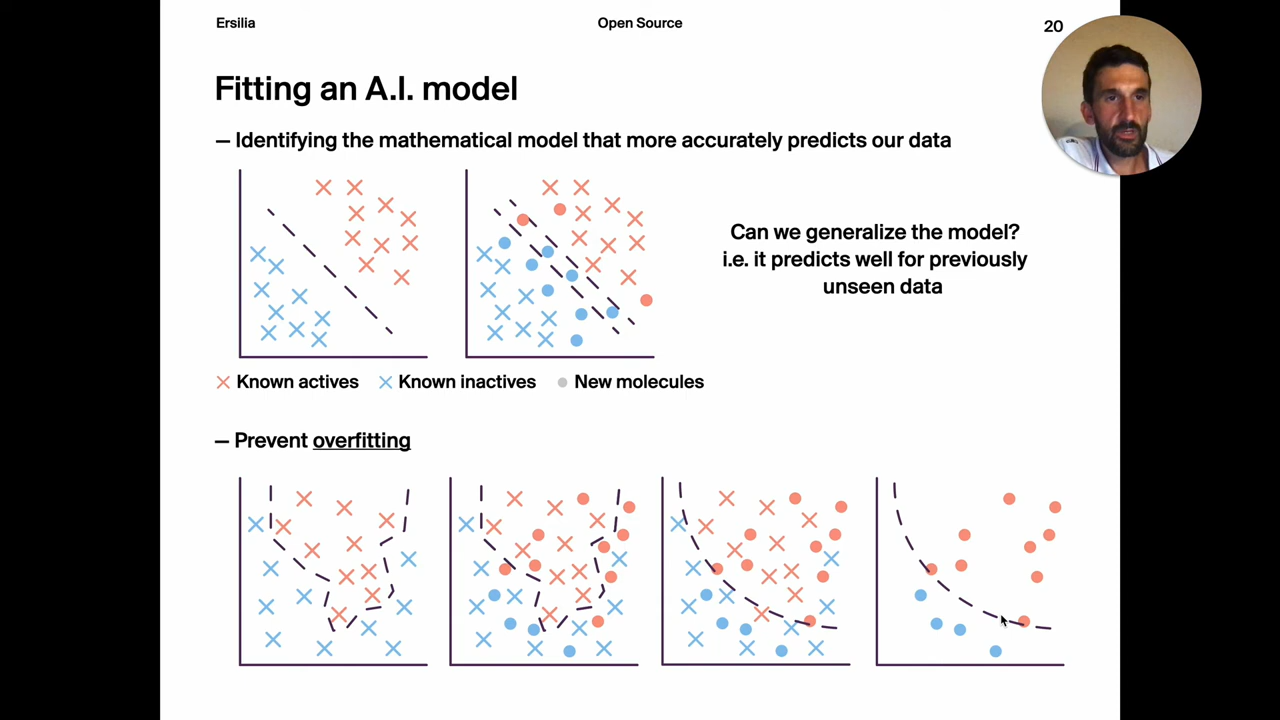 Ersilia
Open Source
20
Fitting an A.I. model
— Identifying the mathematical model that more accurately predicts our data
Can we generalize the model?
i.e. it predicts well for previously
unseen data
Known actives
Known inactives
New molecules
— Prevent overfitting